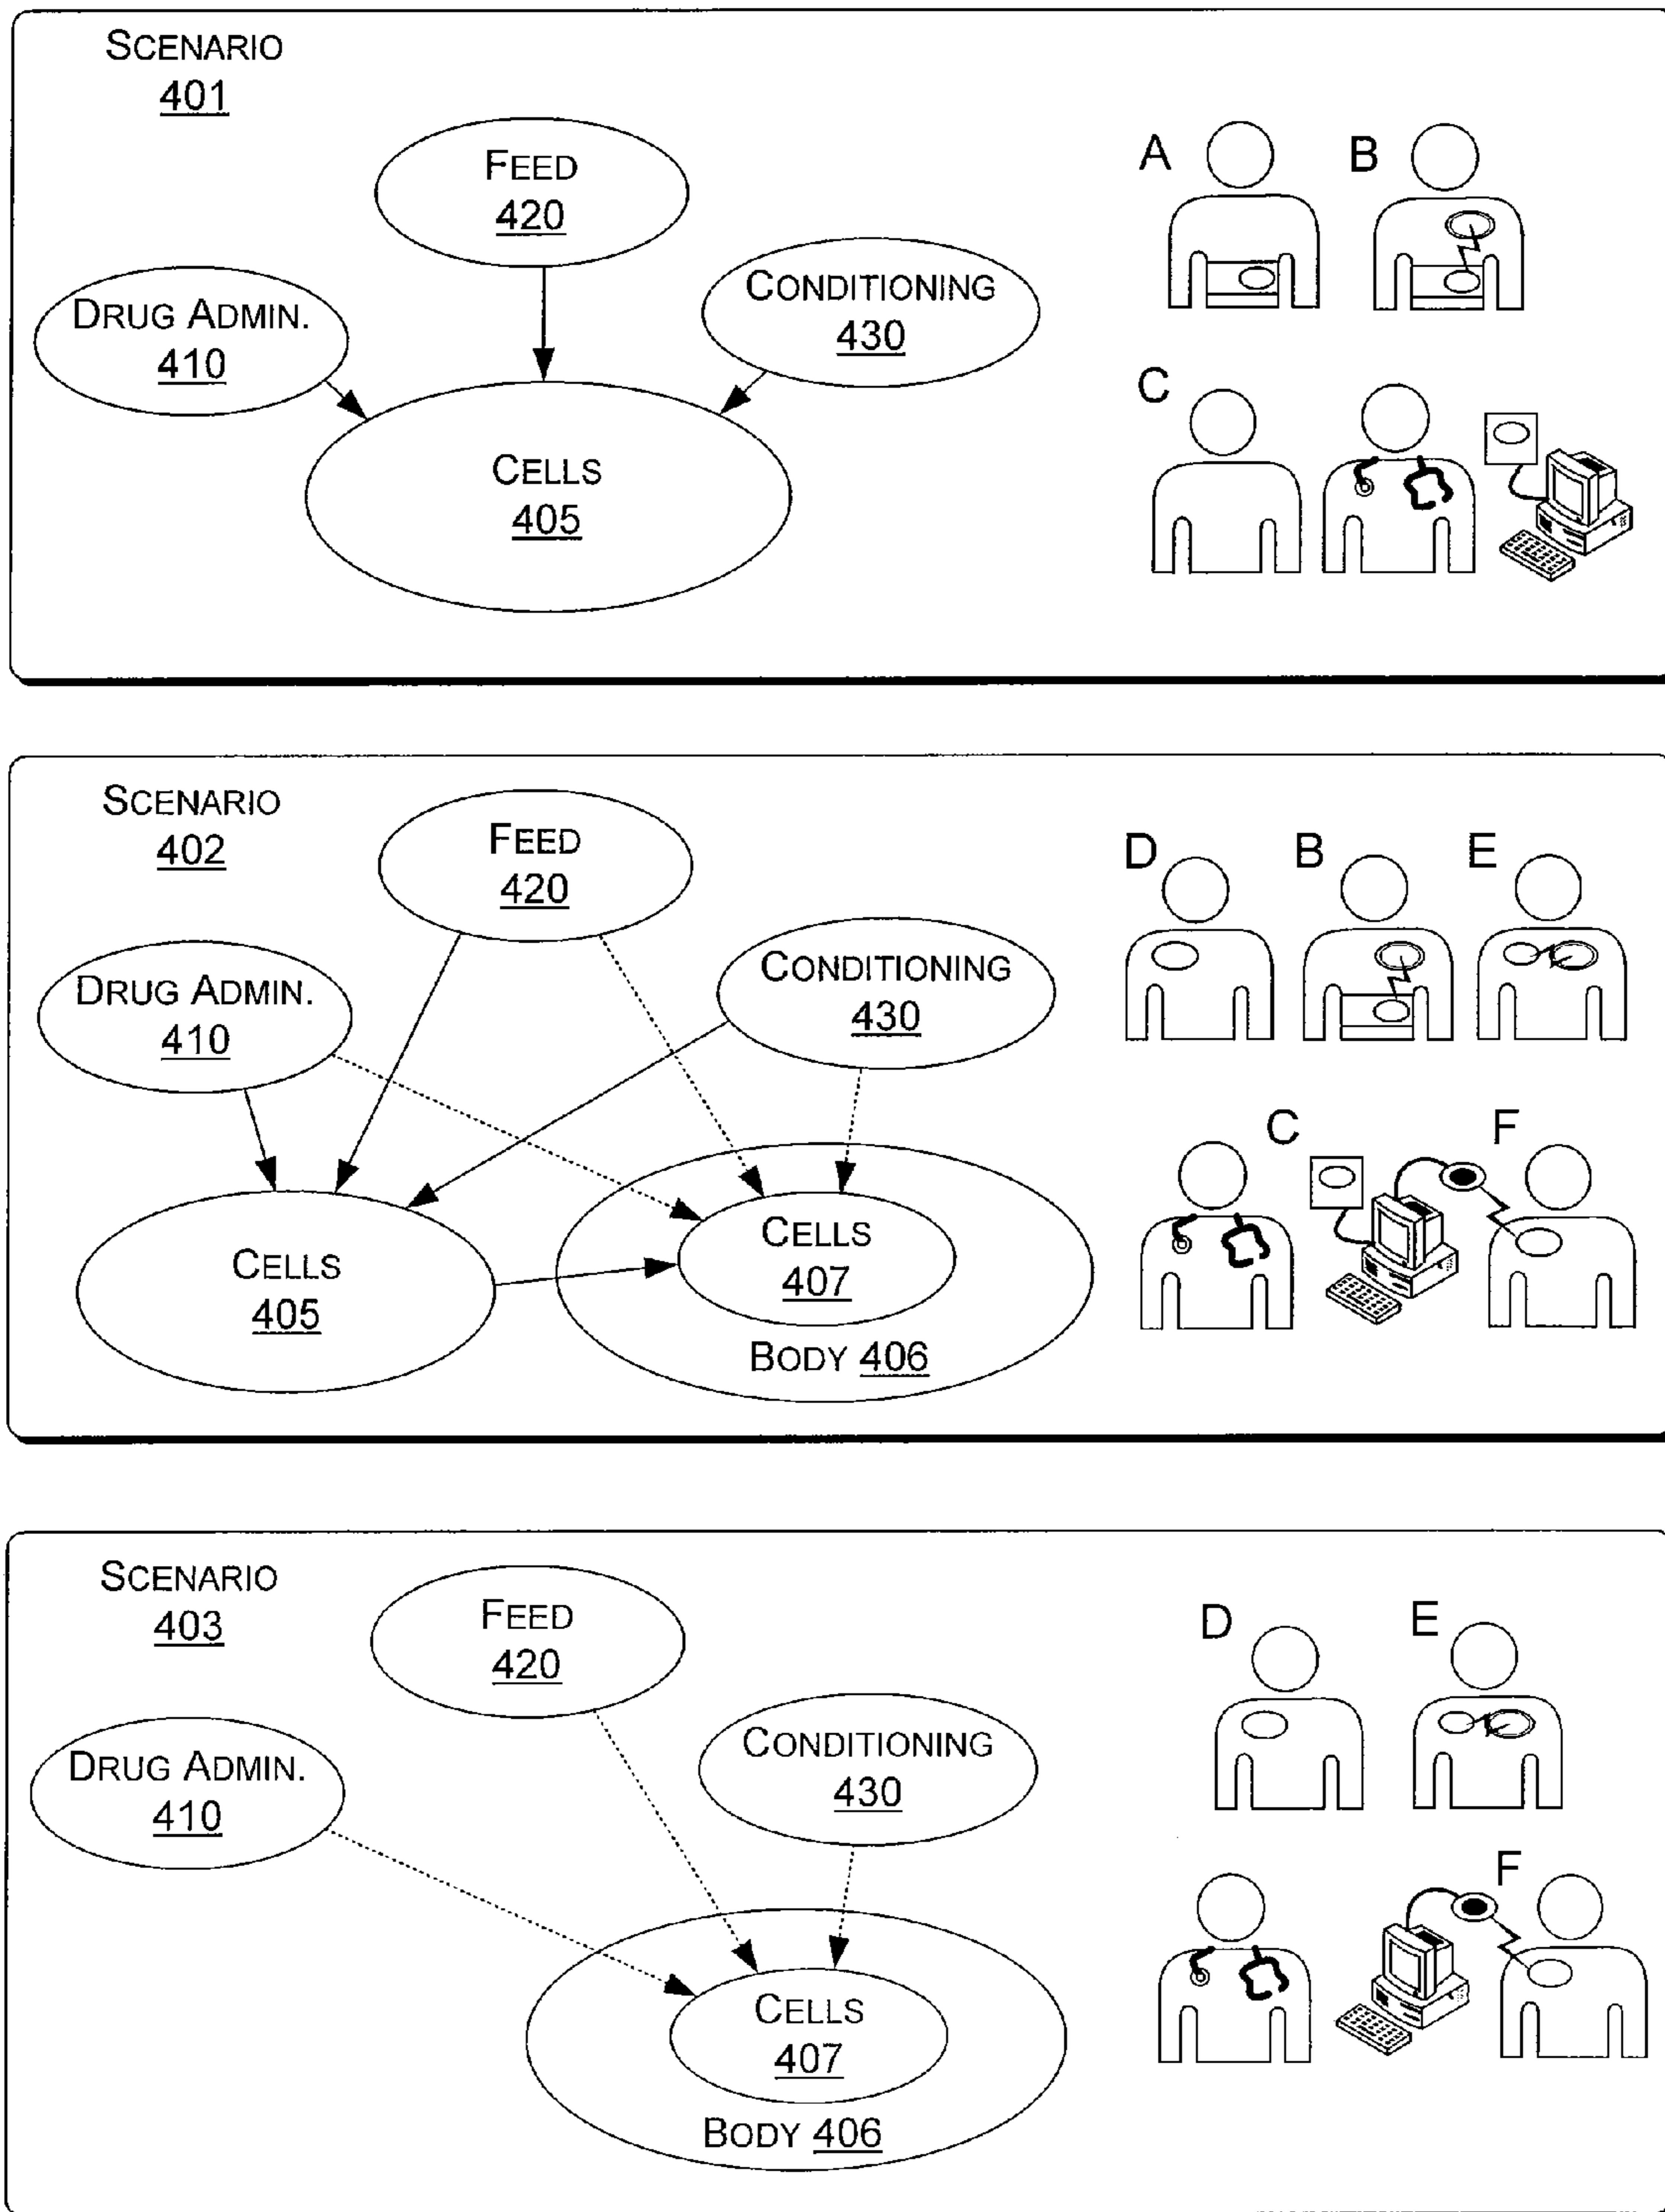 SCENARIO
401
FEED
420
CONDITIONING
430
DRUG ADMIN.
410
CELLS
405
A
B
C
SCENARIO
402
FEED
420
CONDITIONING
430
DRUG ADMIN.
410
CELLS
407
CELLS
405
BODY 406
D
B
E
C
F
SCENARIO
403
FEED
420
CONDITIONING
430
DRUG ADMIN.
410
CELLS
407
BODY 406
D
E
F